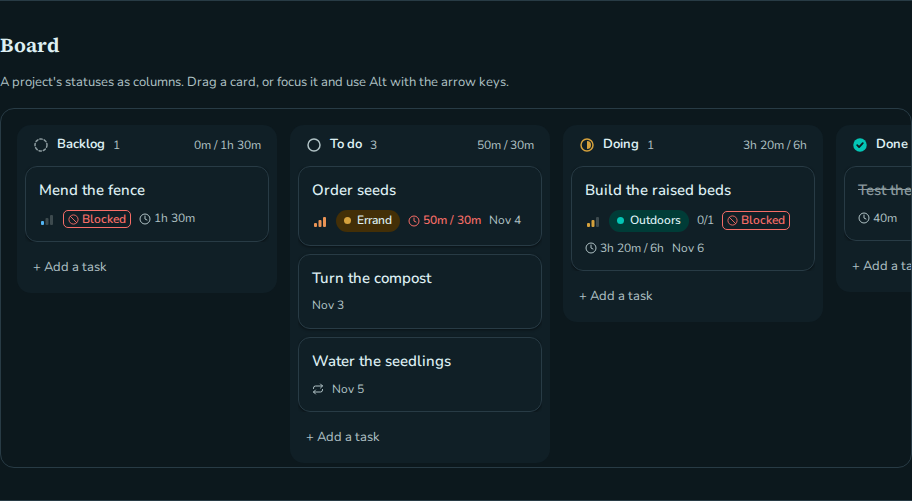 Board
A project's statuses as columns. Drag a card, or focus it and use Alt with the arrow keys.
Backlog 1 0m / 1h 30m
Mend the fence
Blocked 1h 30m
+ Add a task
To do 3 50m / 30m
Order seeds
Errand 50m / 30m Nov 4
Turn the compost
Nov 3
Water the seedlings
Nov 5
+ Add a task
Doing 1 3h 20m / 6h
Build the raised beds
Outdoors 0/1 Blocked
3h 20m / 6h Nov 6
+ Add a task
Done
Test the
40m
+ Add a